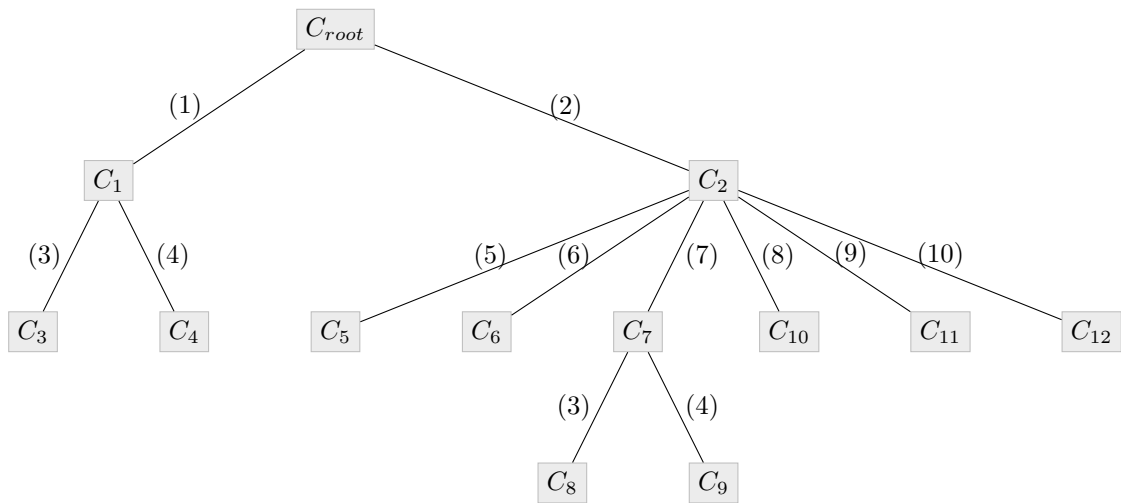 C_root
(1) (2)
C_1 C_2
(3) (4) (5) (6) (7) (8) (9) (10)
C_3 C_4 C_5 C_6 C_7 C_10 C_11 C_12
(3) (4)
C_8 C_9